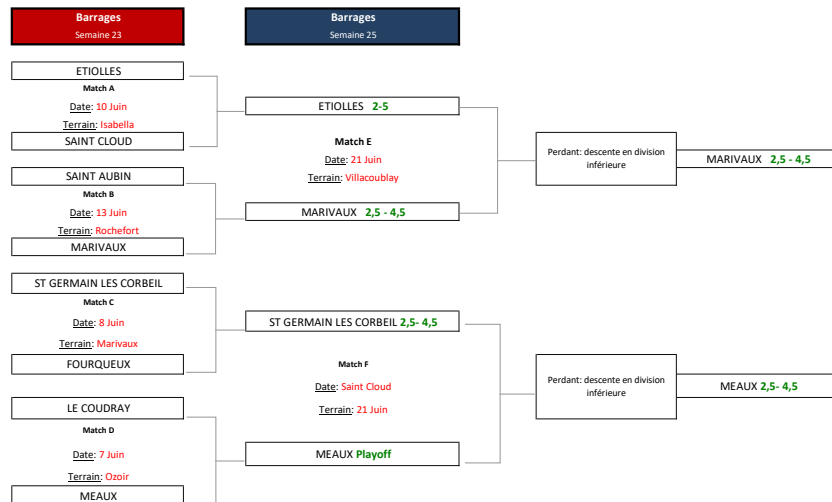 Barrages
Semaine 23
Barrages
Semaine 25
ETIOLLES
Match A
Date: 10 Juin
Terrain: Isabella
SAINT CLOUD
SAINT AUBIN
Match B
Date: 13 Juin
Terrain: Rochefort
MARIVAUX
ST GERMAIN LES CORBEIL
Match C
Date: 8 Juin
Terrain: Marivaux
FOURQUEUX
LE COUDRAY
Match D
Date: 7 Juin
Terrain: Ozoir
MEAUX
ETIOLLES 2-5
Match E
Date: 21 Juin
Terrain: Villacoublay
MARIVAUX 2,5 - 4,5
ST GERMAIN LES CORBEIL 2,5- 4,5
Match F
Date: Saint Cloud
Terrain: 21 Juin
MEAUX Playoff
Perdant: descente en division
inférieure
MARIVAUX 2,5 - 4,5
Perdant: descente en division
inférieure
MEAUX 2,5- 4,5